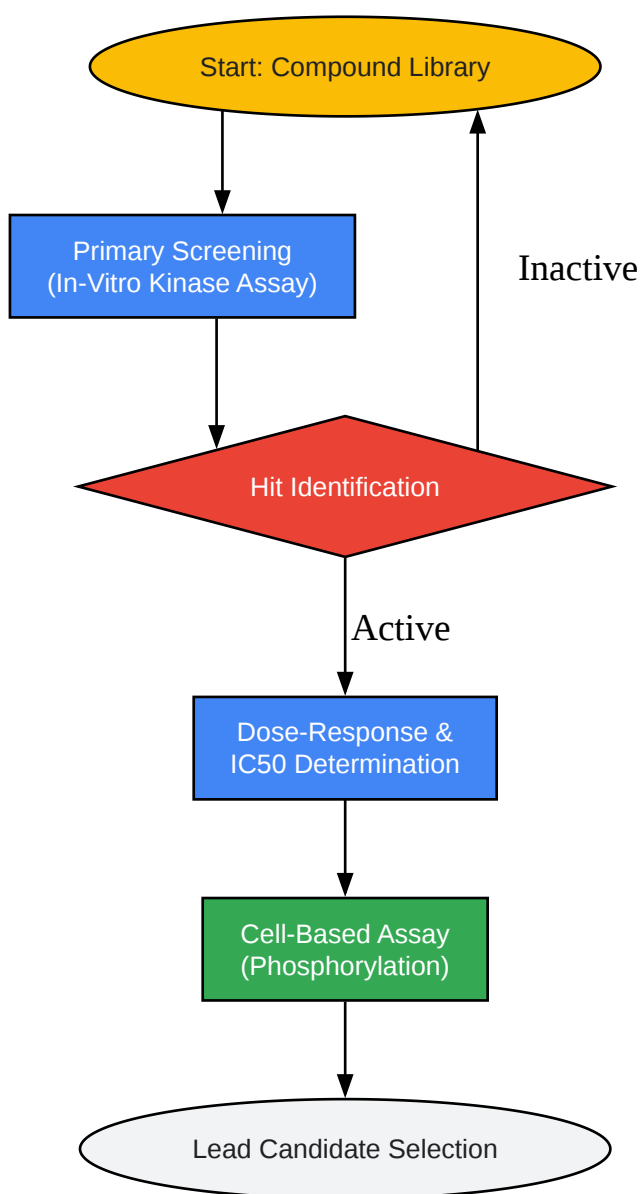 Start: Compound Library
Primary Screening
(In-Vitro Kinase Assay)
Inactive
Hit Identification
Active
Dose-Response &
IC50 Determination
Cell-Based Assay
(Phosphorylation)
Lead Candidate Selection